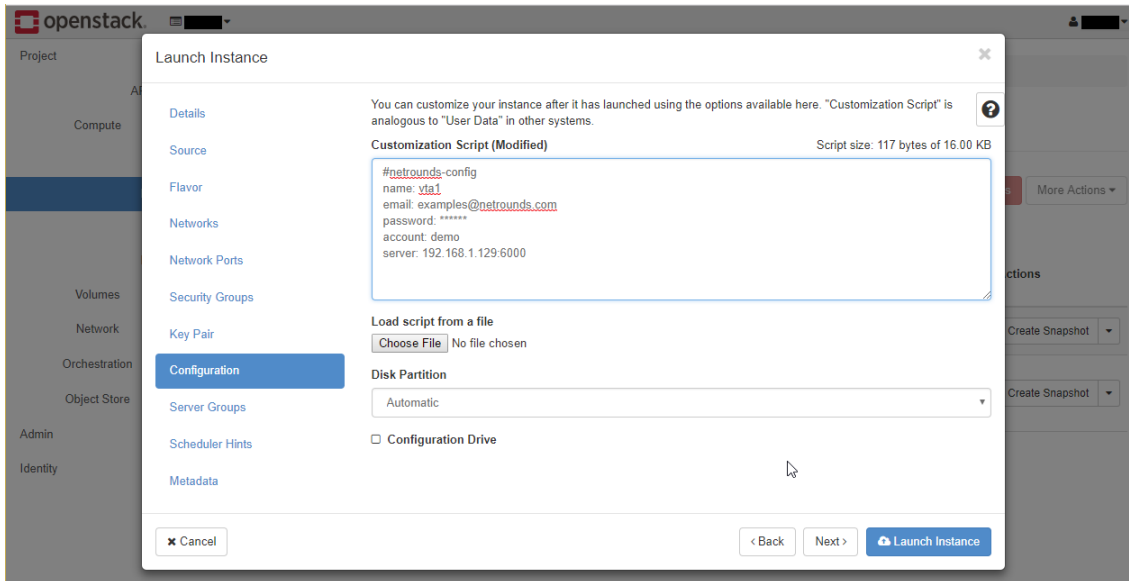 openstack.
Project
AP
Compute
Volumes
Network
Orchestration
Object Store
Admin
Identity
Launch Instance
×
Details
Source
Flavor
Networks
Network Ports
Security Groups
Key Pair
Configuration
Server Groups
Scheduler Hints
Metadata
You can customize your instance after it has launched using the options available here. "Customization Script" is
analogous to "User Data" in other systems.
?
Customization Script (Modified)
Script size: 117 bytes of 16.00 KB
#netrounds-config
name: vta1
email: examples@netrounds.com
password: ******
account: demo
server: 192.168.1.129:6000
Load script from a file
Choose File No file chosen
Disk Partition
Automatic
Configuration Drive
× Cancel
< Back
Next >
Launch Instance
s
More Actions
ctions
Create Snapshot
Create Snapshot